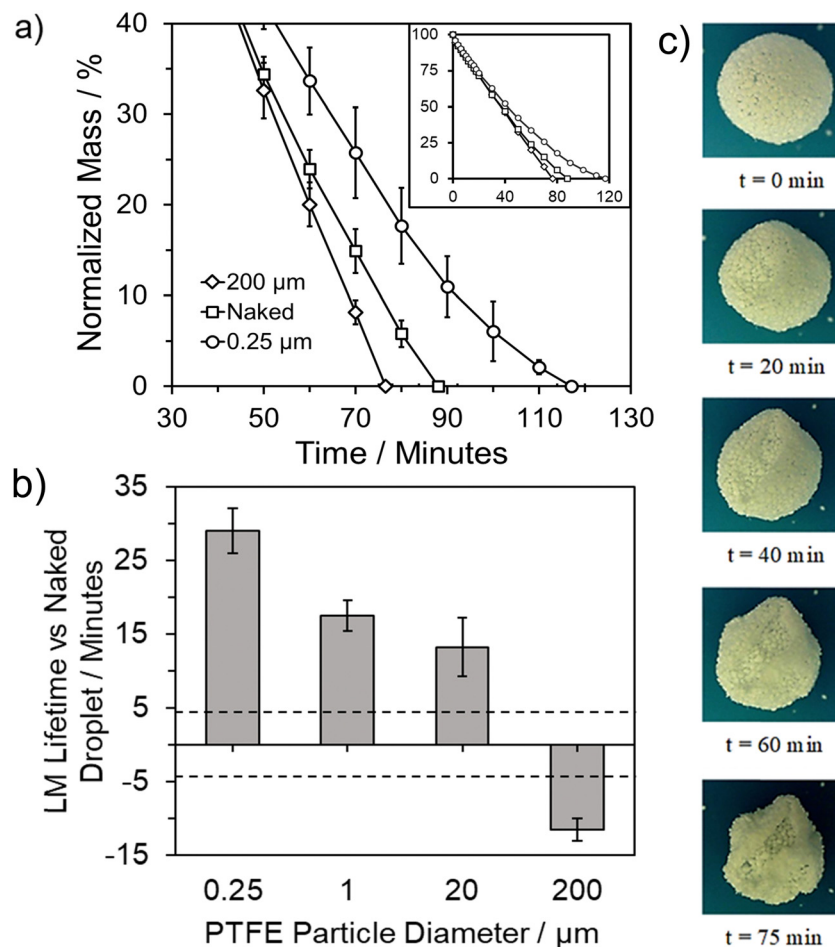 a)
Normalized Mass / %
40
30
20
10
0
30
50
70
90
110
130
Time / Minutes
200 µm
Naked
0.25 µm
100
75
50
25
0
0
40
80
120
b)
LM Lifetime vs Naked
Droplet / Minutes
35
25
15
5
-5
-15
0.25
1
20
200
PTFE Particle Diameter / µm
c)
t = 0 min
t = 20 min
t = 40 min
t = 60 min
t = 75 min